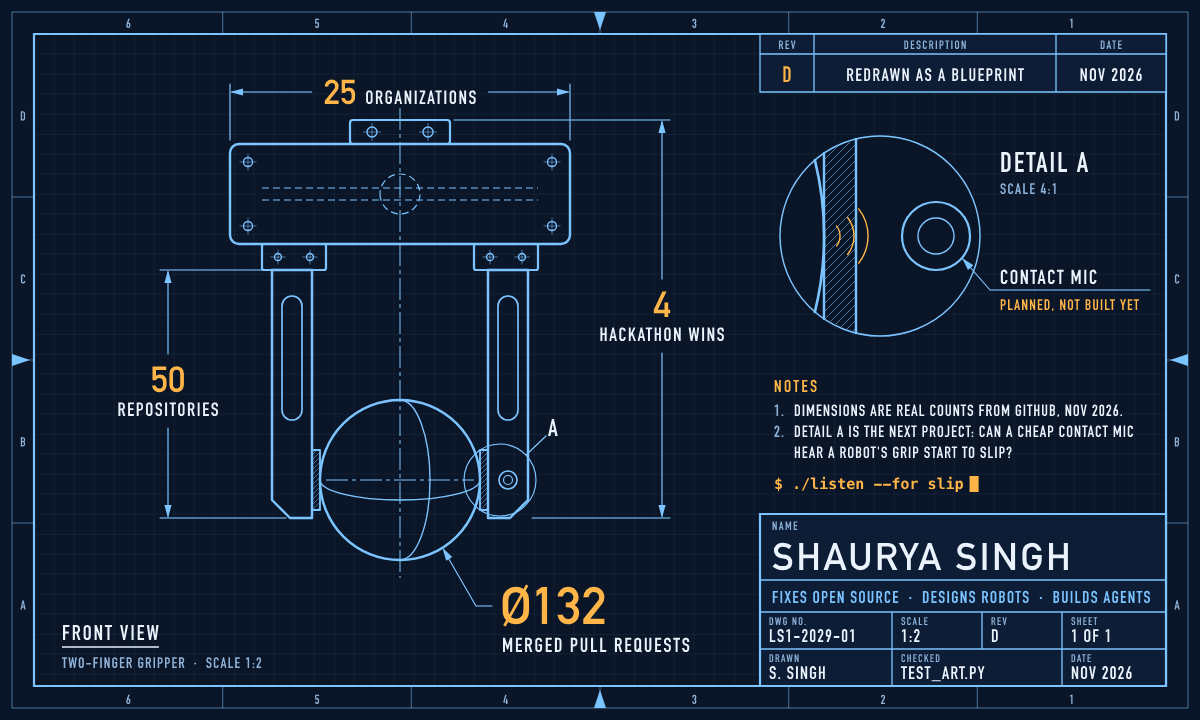 6 5 4 3 2 1
REV DESCRIPTION DATE
D REDRAWN AS A BLUEPRINT NOV 2026
D D
25 ORGANIZATIONS
DETAIL A
SCALE 4:1
C C
CONTACT MIC
PLANNED, NOT BUILT YET
4
HACKATHON WINS
50
REPOSITORIES
NOTES
1. DIMENSIONS ARE REAL COUNTS FROM GITHUB, NOV 2026.
2. DETAIL A IS THE NEXT PROJECT: CAN A CHEAP CONTACT MIC
HEAR A ROBOT'S GRIP START TO SLIP?
A
B B
$ ./listen --for slip
NAME
SHAURYA SINGH
FIXES OPEN SOURCE · DESIGNS ROBOTS · BUILDS AGENTS
Ø132
MERGED PULL REQUESTS
A A
DWG NO. SCALE REV SHEET
LS1-2029-01 1:2 D 1 OF 1
DRAWN CHECKED DATE
S. SINGH TEST_ART.PY NOV 2026
FRONT VIEW
TWO-FINGER GRIPPER · SCALE 1:2
6 5 4 3 2 1